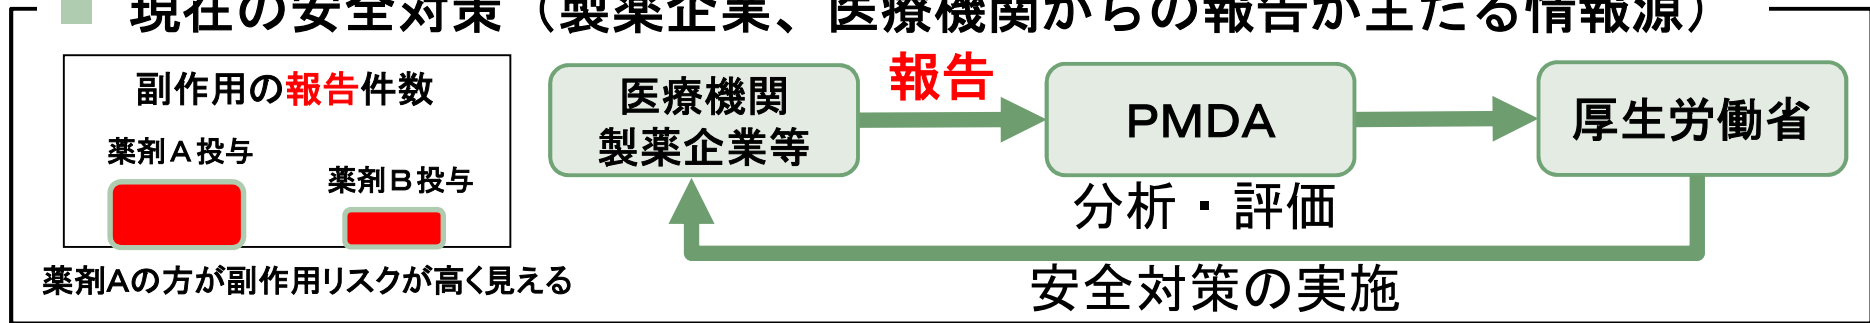 現在の安全対策（製薬企業、医療機関からの報告が主たる情報源）
副作用の報告件数
薬剤A投与
薬剤B投与
薬剤Aの方が副作用リスクが高く見える
医療機関
製薬企業等
報告
PMDA
分析・評価
厚生労働省
安全対策の実施